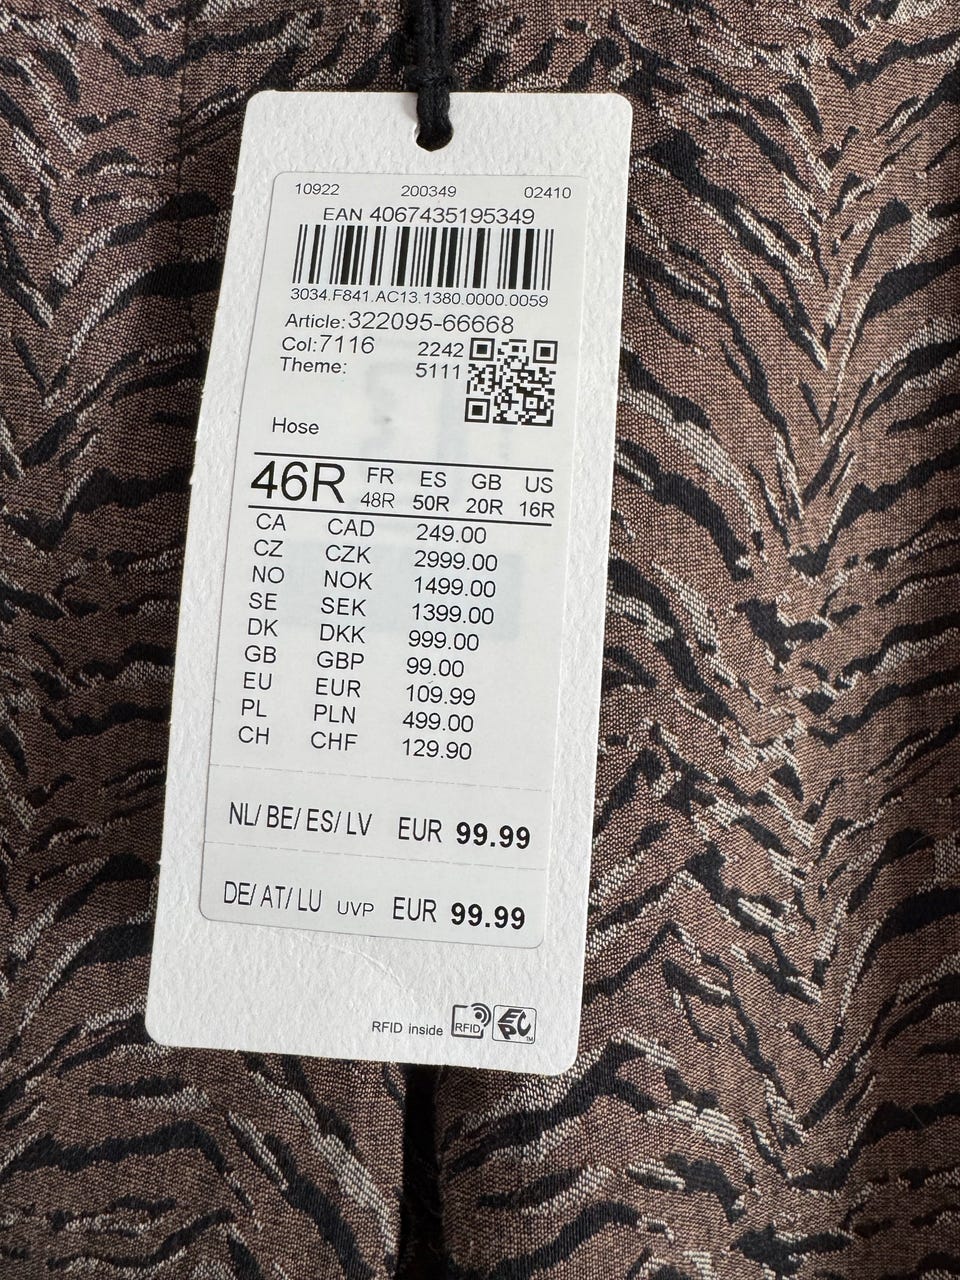 10922 200349 02410
EAN 4067435195349
3034.F841.AC13.1380.0000.0059
Article:322095-66668
Col:7116 2242
Theme: 5111
Hose
46R FR ES GB US
48R 50R 20R 16R
CA CAD 249.00
CZ CZK 2999.00
NO NOK 1499.00
SE SEK 1399.00
DK DKK 999.00
GB GBP 99.00
EU EUR 109.99
PL PLN 499.00
CH CHF 129.90
NL/ BE/ ES/ LV EUR 99.99
DE/ AT/ LU UVP EUR 99.99
RFID inside RFID EPC TM